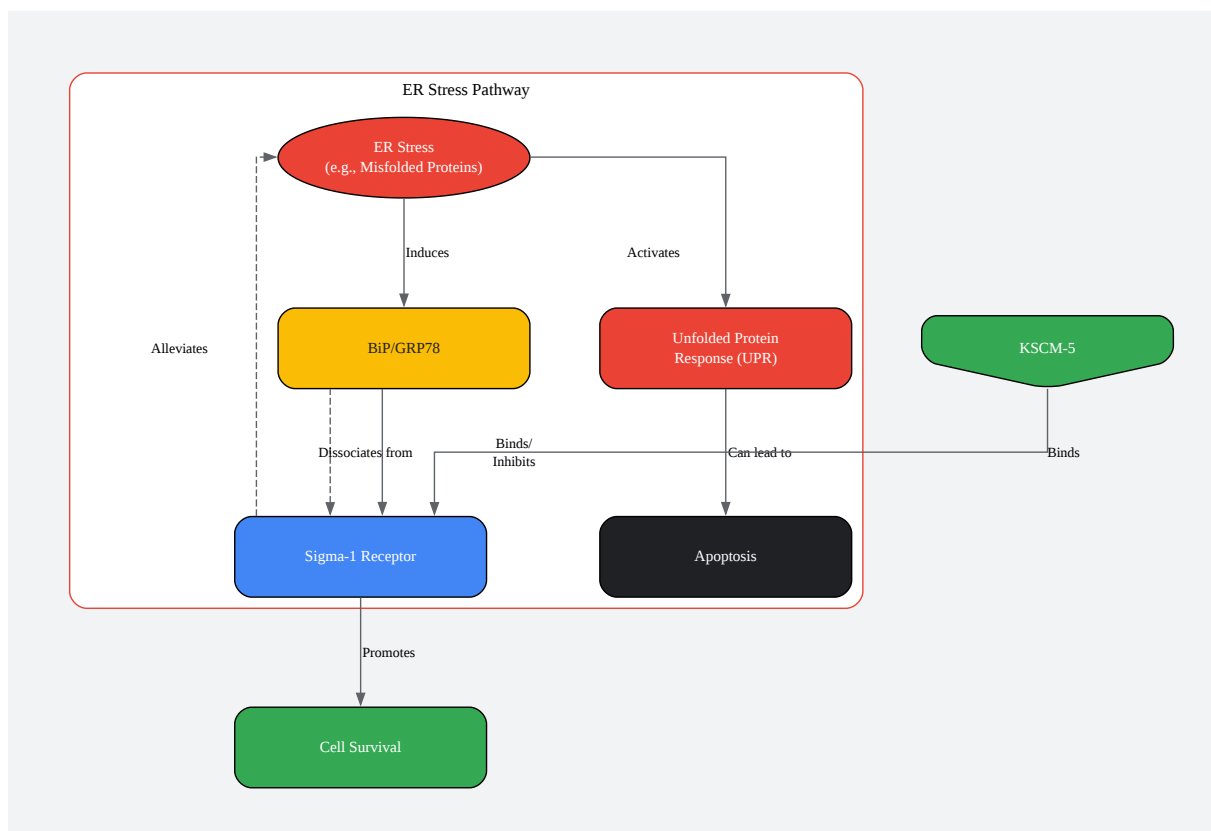 ER Stress Pathway
ER Stress
(e.g., Misfolded Proteins)
Induces
Activates
Alleviates
BiP/GRP78
Unfolded Protein
Response (UPR)
KSCM-5
Dissociates from
Binds/
Inhibits
Can lead to
Binds
Sigma-1 Receptor
Apoptosis
Promotes
Cell Survival